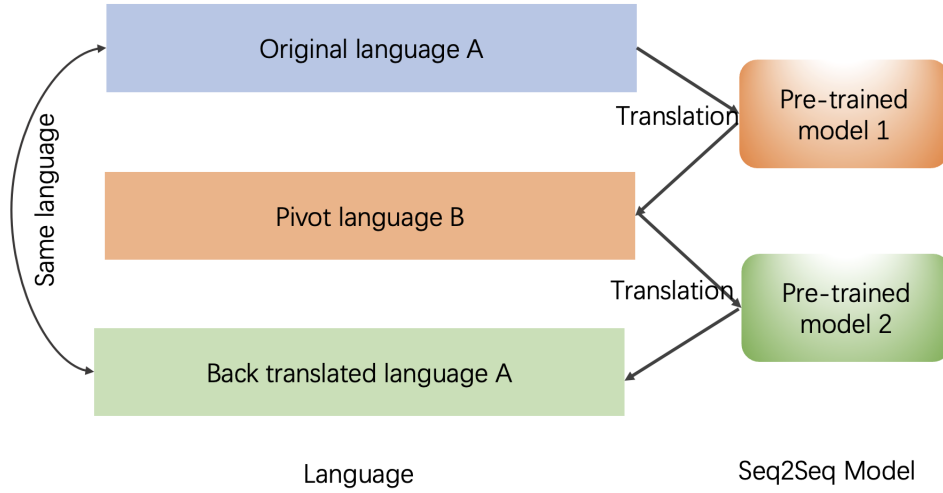 Original language A
Pre-trained
model 1
Translation
Same language
Pivot language B
Translation
Pre-trained
model 2
Back translated language A
Language
Seq2Seq Model